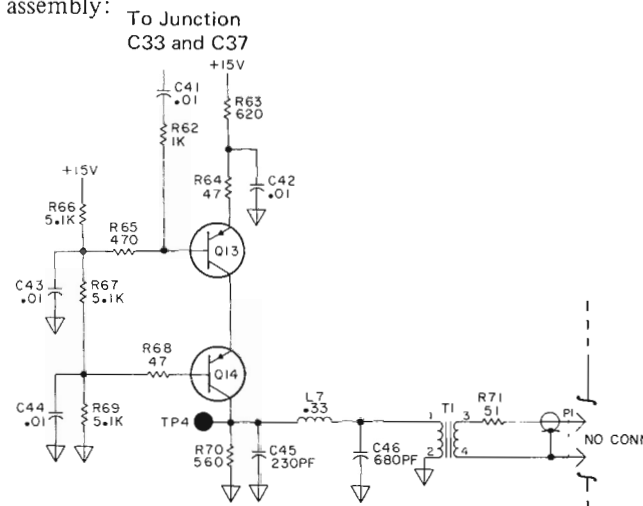 assembly:
To Junction
C33 and C37
+15V
C41
.01
R63
620
R62
1K
+15V
R64
47
C42
.01
R66
5.1K
R65
470
Q13
C43
.01
R67
5.1K
R68
47
Q14
L7
.33
T1
R71
51
C44
.01
R69
5.1K
TP4
1
3
P1
R70
560
C45
230PF
C46
680PF
2
4
NO CONN